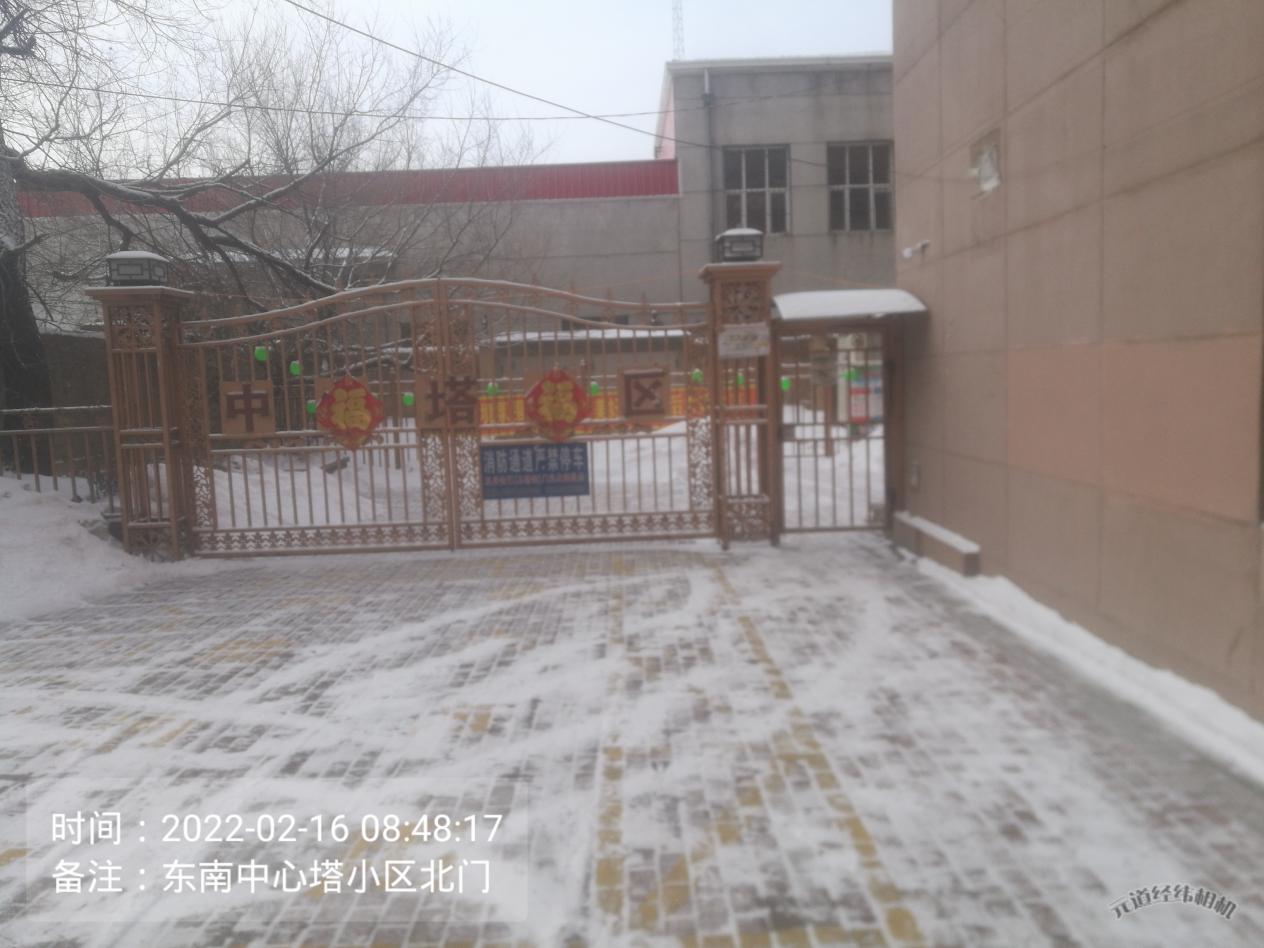 中
福
塔
福
区
消防通道严禁停车
时间：2022-02-16 08:48:17
备注：东南中心塔小区北门
元道经纬相机